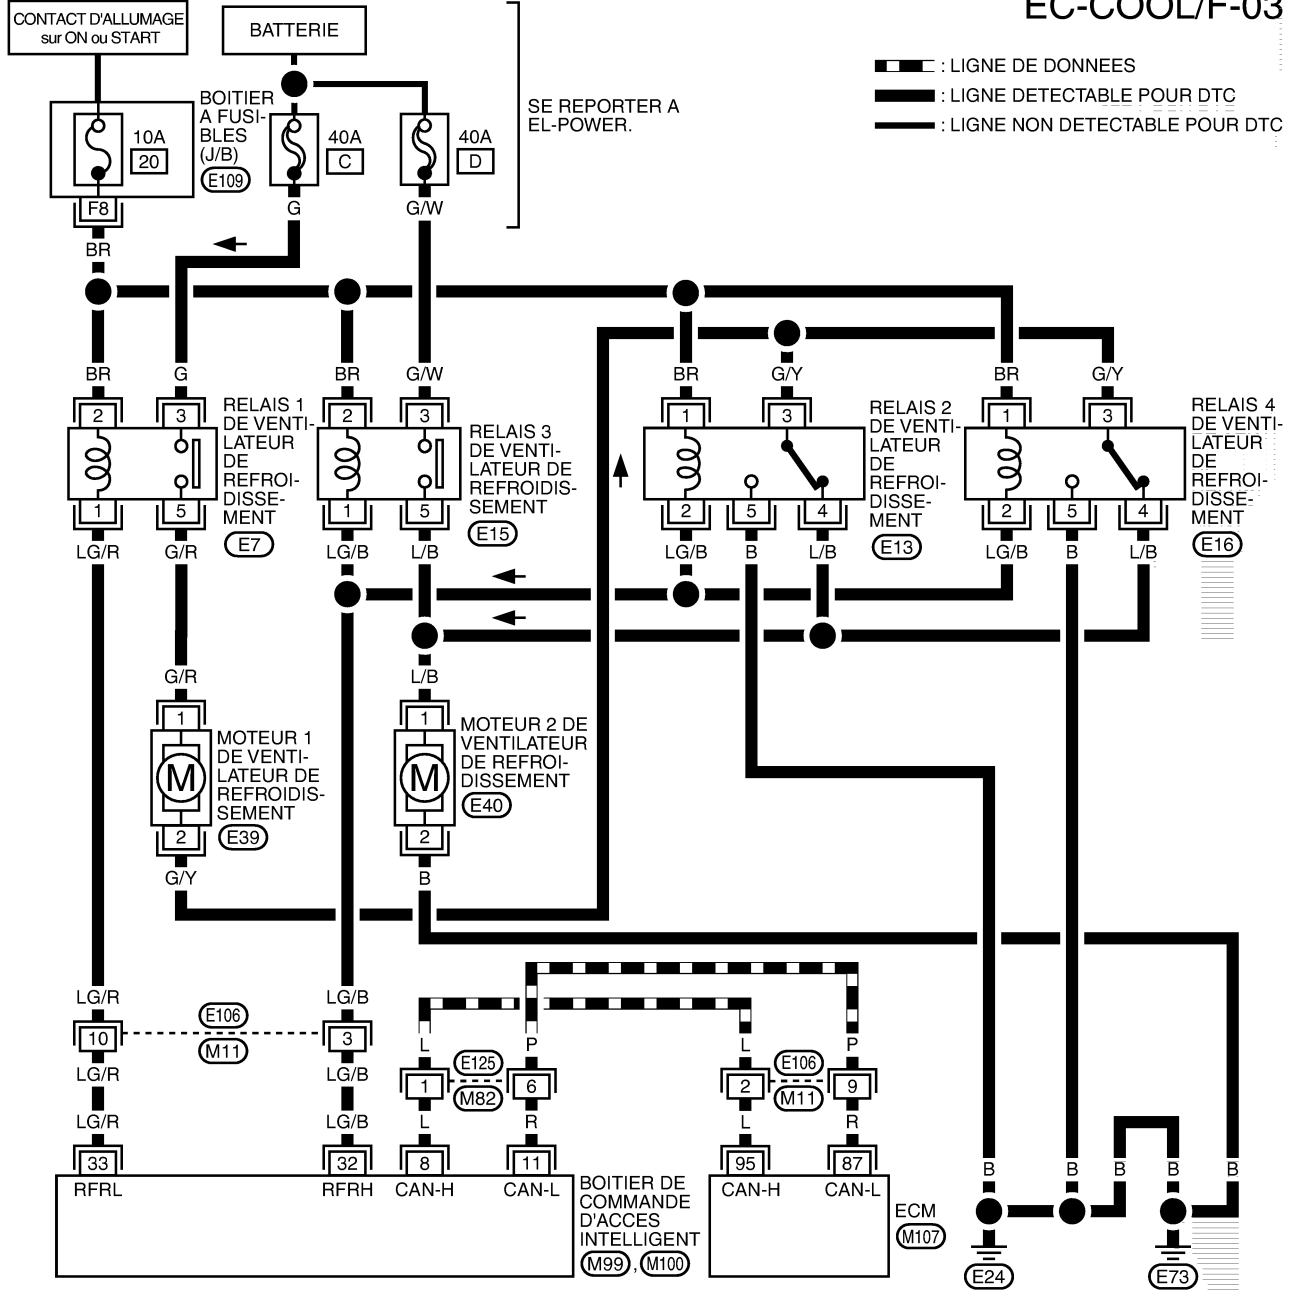 EC-COOL/F-03
CONTACT D'ALLUMAGE
sur ON ou START
BATTERIE
: LIGNE DE DONNEES
: LIGNE DETECTABLE POUR DTC
: LIGNE NON DETECTABLE POUR DTC
SE REPORTER A
EL-POWER.
10A
20
BOITIER
A FUSI-
BLES
(J/B)
E109
40A
C
40A
D
F8
G
G/W
BR
BR
G
BR
G/W
BR
G/Y
BR
G/Y
2
3
2
3
1
3
1
3
RELAIS 1
DE VENTI-
LATEUR
DE
REFROI-
DISSE-
MENT
E7
RELAIS 3
DE VENTI-
LATEUR DE
REFROIDIS-
SEMENT
E15
RELAIS 2
DE VENTI-
LATEUR
DE
REFROI-
DISSE-
MENT
E13
RELAIS 4
DE VENTI-
LATEUR
DE
REFROI-
DISSE-
MENT
E16
1
5
1
5
2
5
4
2
5
4
LG/R
G/R
LG/B
L/B
LG/B
B
L/B
LG/B
B
L/B
G/R
L/B
1
1
MOTEUR 1
DE VENTI-
LATEUR DE
REFROIDIS-
SEMENT
E39
M
MOTEUR 2 DE
VENTILATEUR
DE REFROI-
DISSEMENT
E40
M
2
2
G/Y
B
LG/R
LG/B
10
E106
M11
3
LG/R
LG/B
LG/R
LG/B
L
P
L
P
1
E125
M82
6
2
E106
M11
9
L
R
L
R
33
32
8
11
95
87
RFRL
RFRH
CAN-H
CAN-L
CAN-H
CAN-L
BOITIER DE
COMMANDE
D'ACCES
INTELLIGENT
M99 , M100
ECM
M107
B
B
B
B
B
E24
E73